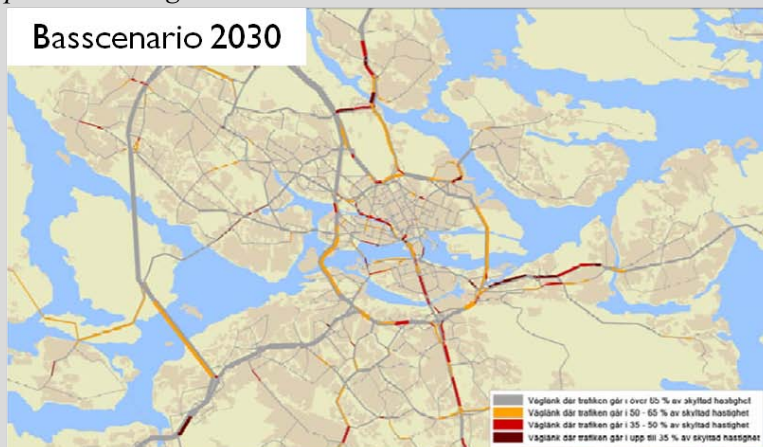 Basscenario 2030
Väglänk där trafiken går i över 65 % av skyltad hastighet
Väglänk där trafiken går i 50 - 65 % av skyltad hastighet
Väglänk där trafiken går i 35 - 50 % av skyltad hastighet
Väglänk där trafiken går i upp till 35 % av skyltad hastighet